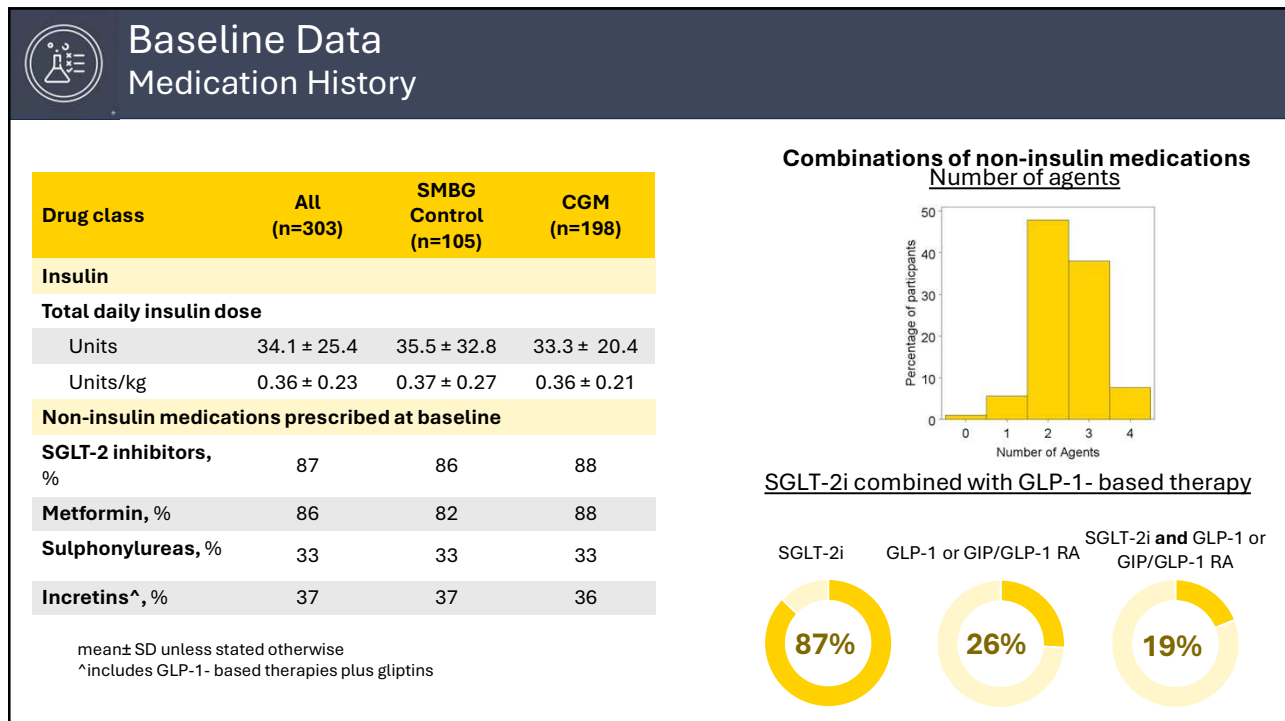 Baseline Data
Medication History
Drug class
All
(n=303)
SMBG
Control
(n=105)
CGM
(n=198)
Insulin
Total daily insulin dose
Units 34.1 ± 25.4 35.5 ± 32.8 33.3 ± 20.4
Units/kg 0.36 ± 0.23 0.37 ± 0.27 0.36 ± 0.21
Non-insulin medications prescribed at baseline
SGLT-2 inhibitors,
% 87 86 88
Metformin, % 86 82 88
Sulphonylureas, % 33 33 33
Incretins^, % 37 37 36
mean± SD unless stated otherwise
^includes GLP-1- based therapies plus gliptins
Combinations of non-insulin medications
Number of agents
Percentage of particpants
50
40
30
20
10
0
0 1 2 3 4
Number of Agents
SGLT-2i combined with GLP-1- based therapy
SGLT-2i
87%
GLP-1 or GIP/GLP-1 RA
26%
SGLT-2i and GLP-1 or
GIP/GLP-1 RA
19%